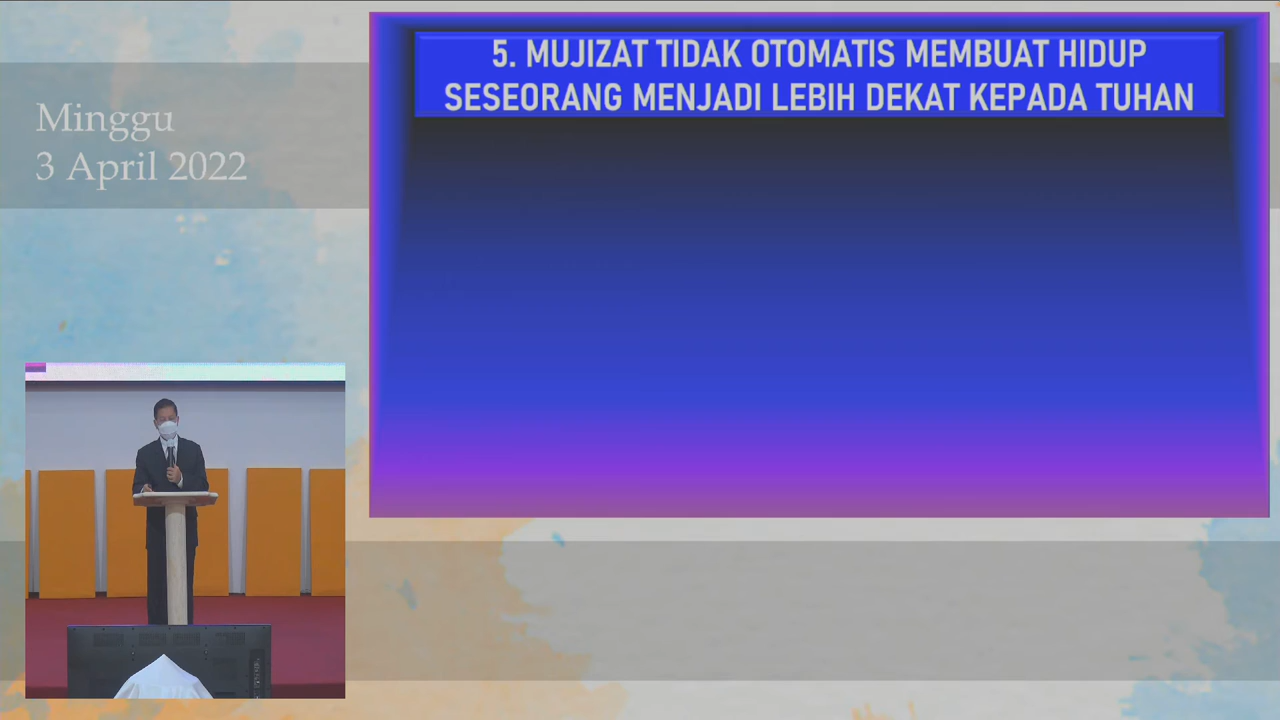 Minggu
3 April 2022
5. MUJIZAT TIDAK OTOMATIS MEMBUAT HIDUP
SESEORANG MENJADI LEBIH DEKAT KEPADA TUHAN